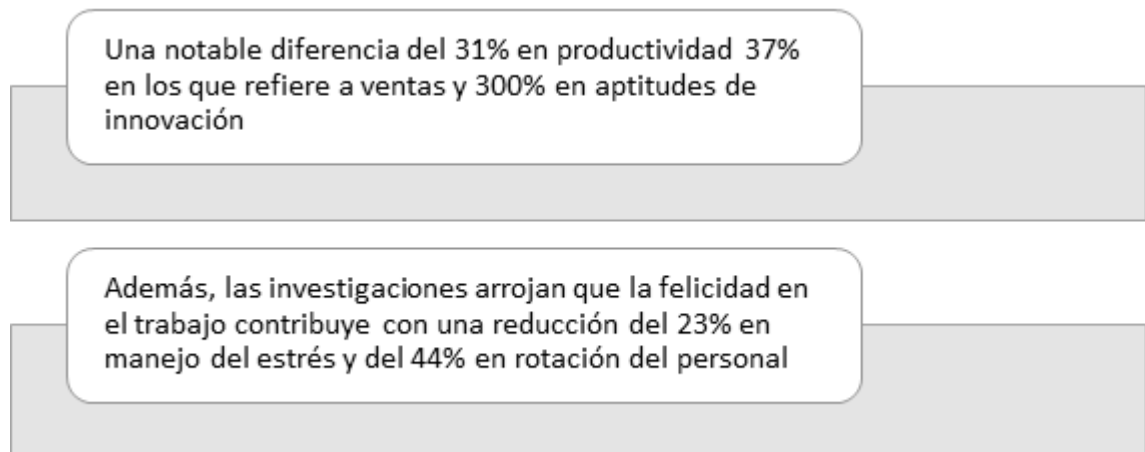 Una notable diferencia del 31% en productividad 37%
en los que refiere a ventas y 300% en aptitudes de
innovación
Además, las investigaciones arrojan que la felicidad en
el trabajo contribuye con una reducción del 23% en
manejo del estrés y del 44% en rotación del personal